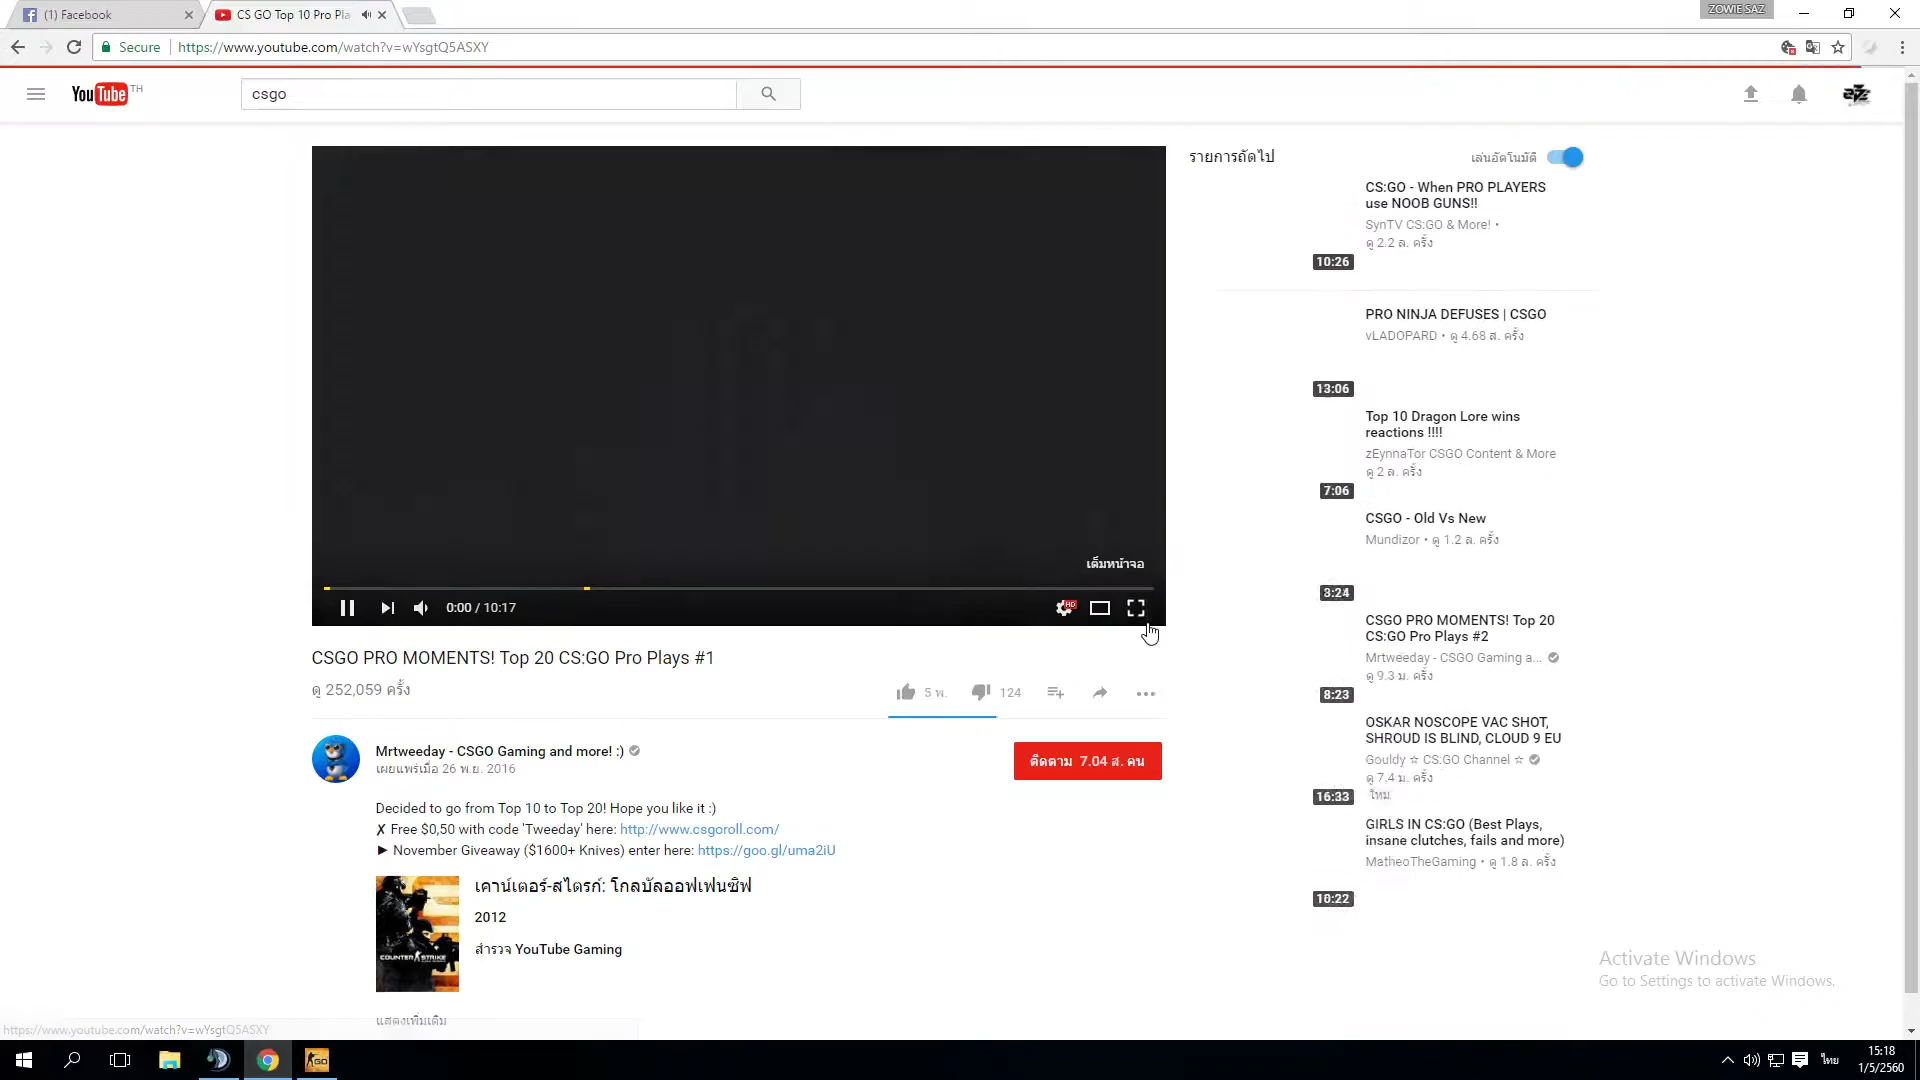 (1) Facebook
CS GO Top 10 Pro Pla
ZOWIE SAZ
Secure
https://www.youtube.com/watch?v=wYsgtQ5ASXY
YouTube TH
csgo
รายการถัดไป
เล่นอัตโนมัติ
CS:GO - When PRO PLAYERS
use NOOB GUNS!!
SynTV CS:GO & More! •
ดู 2.2 ล. ครั้ง
10:26
PRO NINJA DEFUSES | CSGO
vLADOPARD • ดู 4.68 ส. ครั้ง
13:06
Top 10 Dragon Lore wins
reactions !!!!
zEynnaTor CSGO Content & More
ดู 2 ล. ครั้ง
7:06
CSGO - Old Vs New
Mundizor • ดู 1.2 ล. ครั้ง
3:24
CSGO PRO MOMENTS! Top 20
CS:GO Pro Plays #2
Mrtweeday - CSGO Gaming a...
ดู 9.3 ม. ครั้ง
8:23
OSKAR NOSCOPE VAC SHOT,
SHROUD IS BLIND, CLOUD 9 EU
Gouldy ☆ CS:GO Channel ☆
ดู 7.4 ม. ครั้ง
ใหม่
16:33
GIRLS IN CS:GO (Best Plays,
insane clutches, fails and more)
MatheoTheGaming • ดู 1.8 ล. ครั้ง
10:22
เต็มหน้าจอ
0:00 / 10:17
HD
CSGO PRO MOMENTS! Top 20 CS:GO Pro Plays #1
ดู 252,059 ครั้ง
5 พ.
124
Mrtweeday - CSGO Gaming and more! :)
เผยแพร่เมื่อ 26 พ.ย. 2016
ติดตาม 7.04 ส. คน
Decided to go from Top 10 to Top 20! Hope you like it :)
✗ Free $0,50 with code 'Tweeday' here: http://www.csgoroll.com/
► November Giveaway ($1600+ Knives) enter here: https://goo.gl/uma2iU
COUNTER STRIKE
เคาน์เตอร์-สไตรก์: โกลบัลออฟเฟนซิฟ
2012
สำรวจ YouTube Gaming
แสดงเพิ่มเติม
Activate Windows
Go to Settings to activate Windows.
https://www.youtube.com/watch?v=wYsgtQ5ASXY
GO
ไทย
15:18
1/5/2560